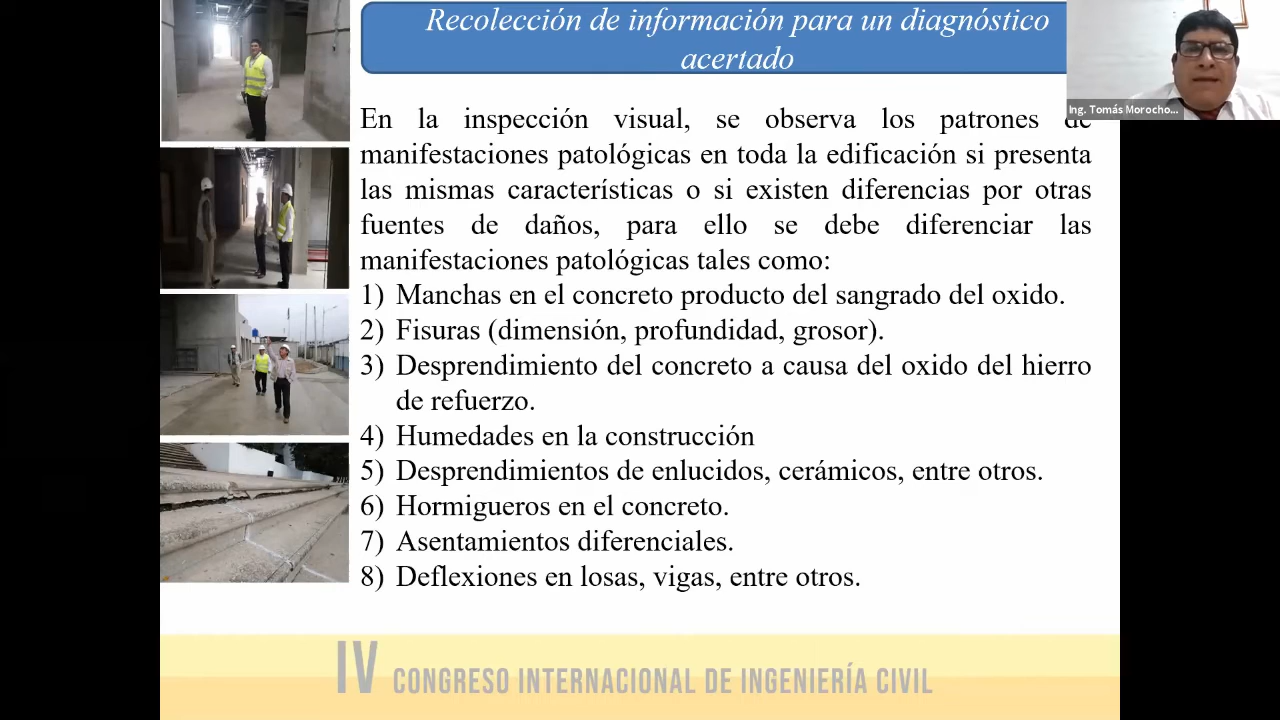 Recolección de información para un diagnóstico
acertado
Ing. Tomás Morocho...
En la inspección visual, se observa los patrones de
manifestaciones patológicas en toda la edificación si presenta
las mismas características o si existen diferencias por otras
fuentes de daños, para ello se debe diferenciar las
manifestaciones patológicas tales como:
1) Manchas en el concreto producto del sangrado del oxido.
2) Fisuras (dimensión, profundidad, grosor).
3) Desprendimiento del concreto a causa del oxido del hierro
de refuerzo.
4) Humedades en la construcción
5) Desprendimientos de enlucidos, cerámicos, entre otros.
6) Hormigueros en el concreto.
7) Asentamientos diferenciales.
8) Deflexiones en losas, vigas, entre otros.
IV CONGRESO INTERNACIONAL DE INGENIERÍA CIVIL